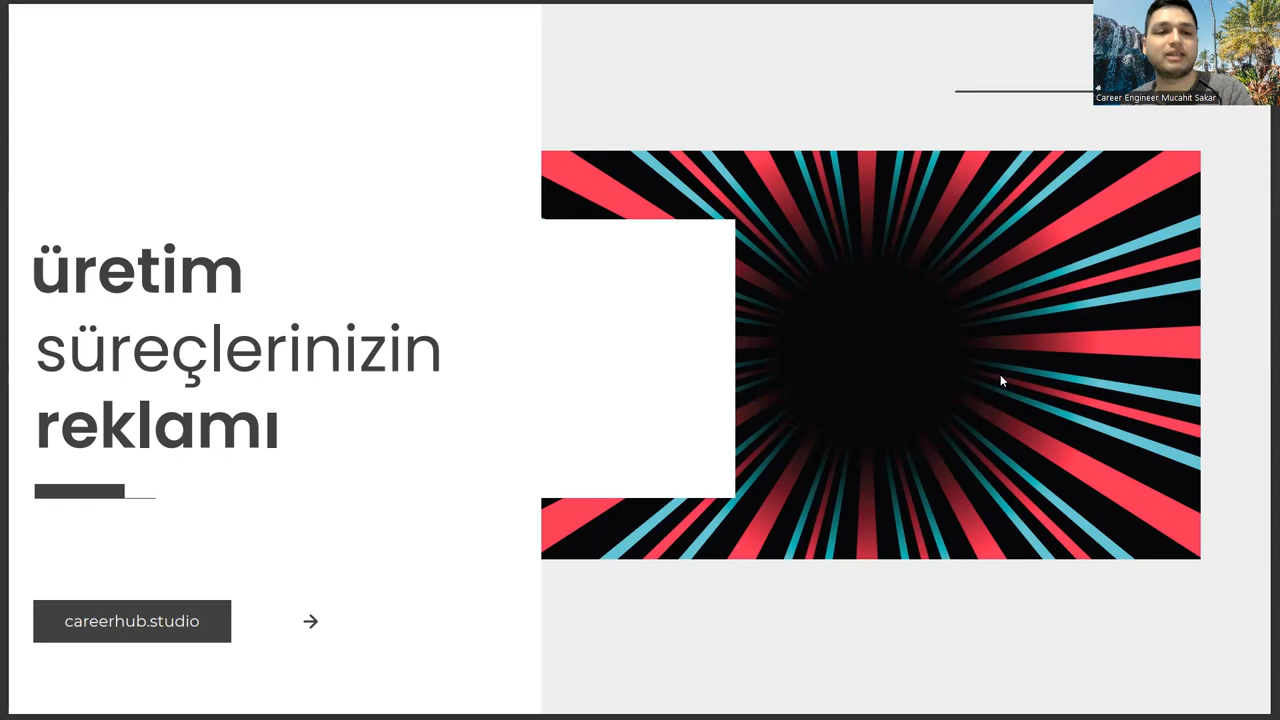 Career Engineer Mucahit Sakar
üretim
süreçlerinizin
reklamı
careerhub.studio